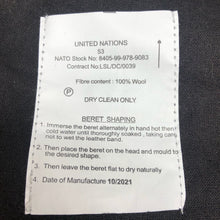 UNITED NATIONS
53
NATO Stock No: 8405-99-978-9083
Contract No:LSL/DC/0039
Fibre content: 100% Wool
P
DRY CLEAN ONLY
BERET SHAPING
1. Immerse the beret alternately in hand hot then
cold water until thoroughly soaked, taking care
not to wet the leather band.
2. Then place the beret on the head and mould to
the desired shape.
3. Then leave the beret flat to dry naturally
4. Date of Manufacture 10/2021